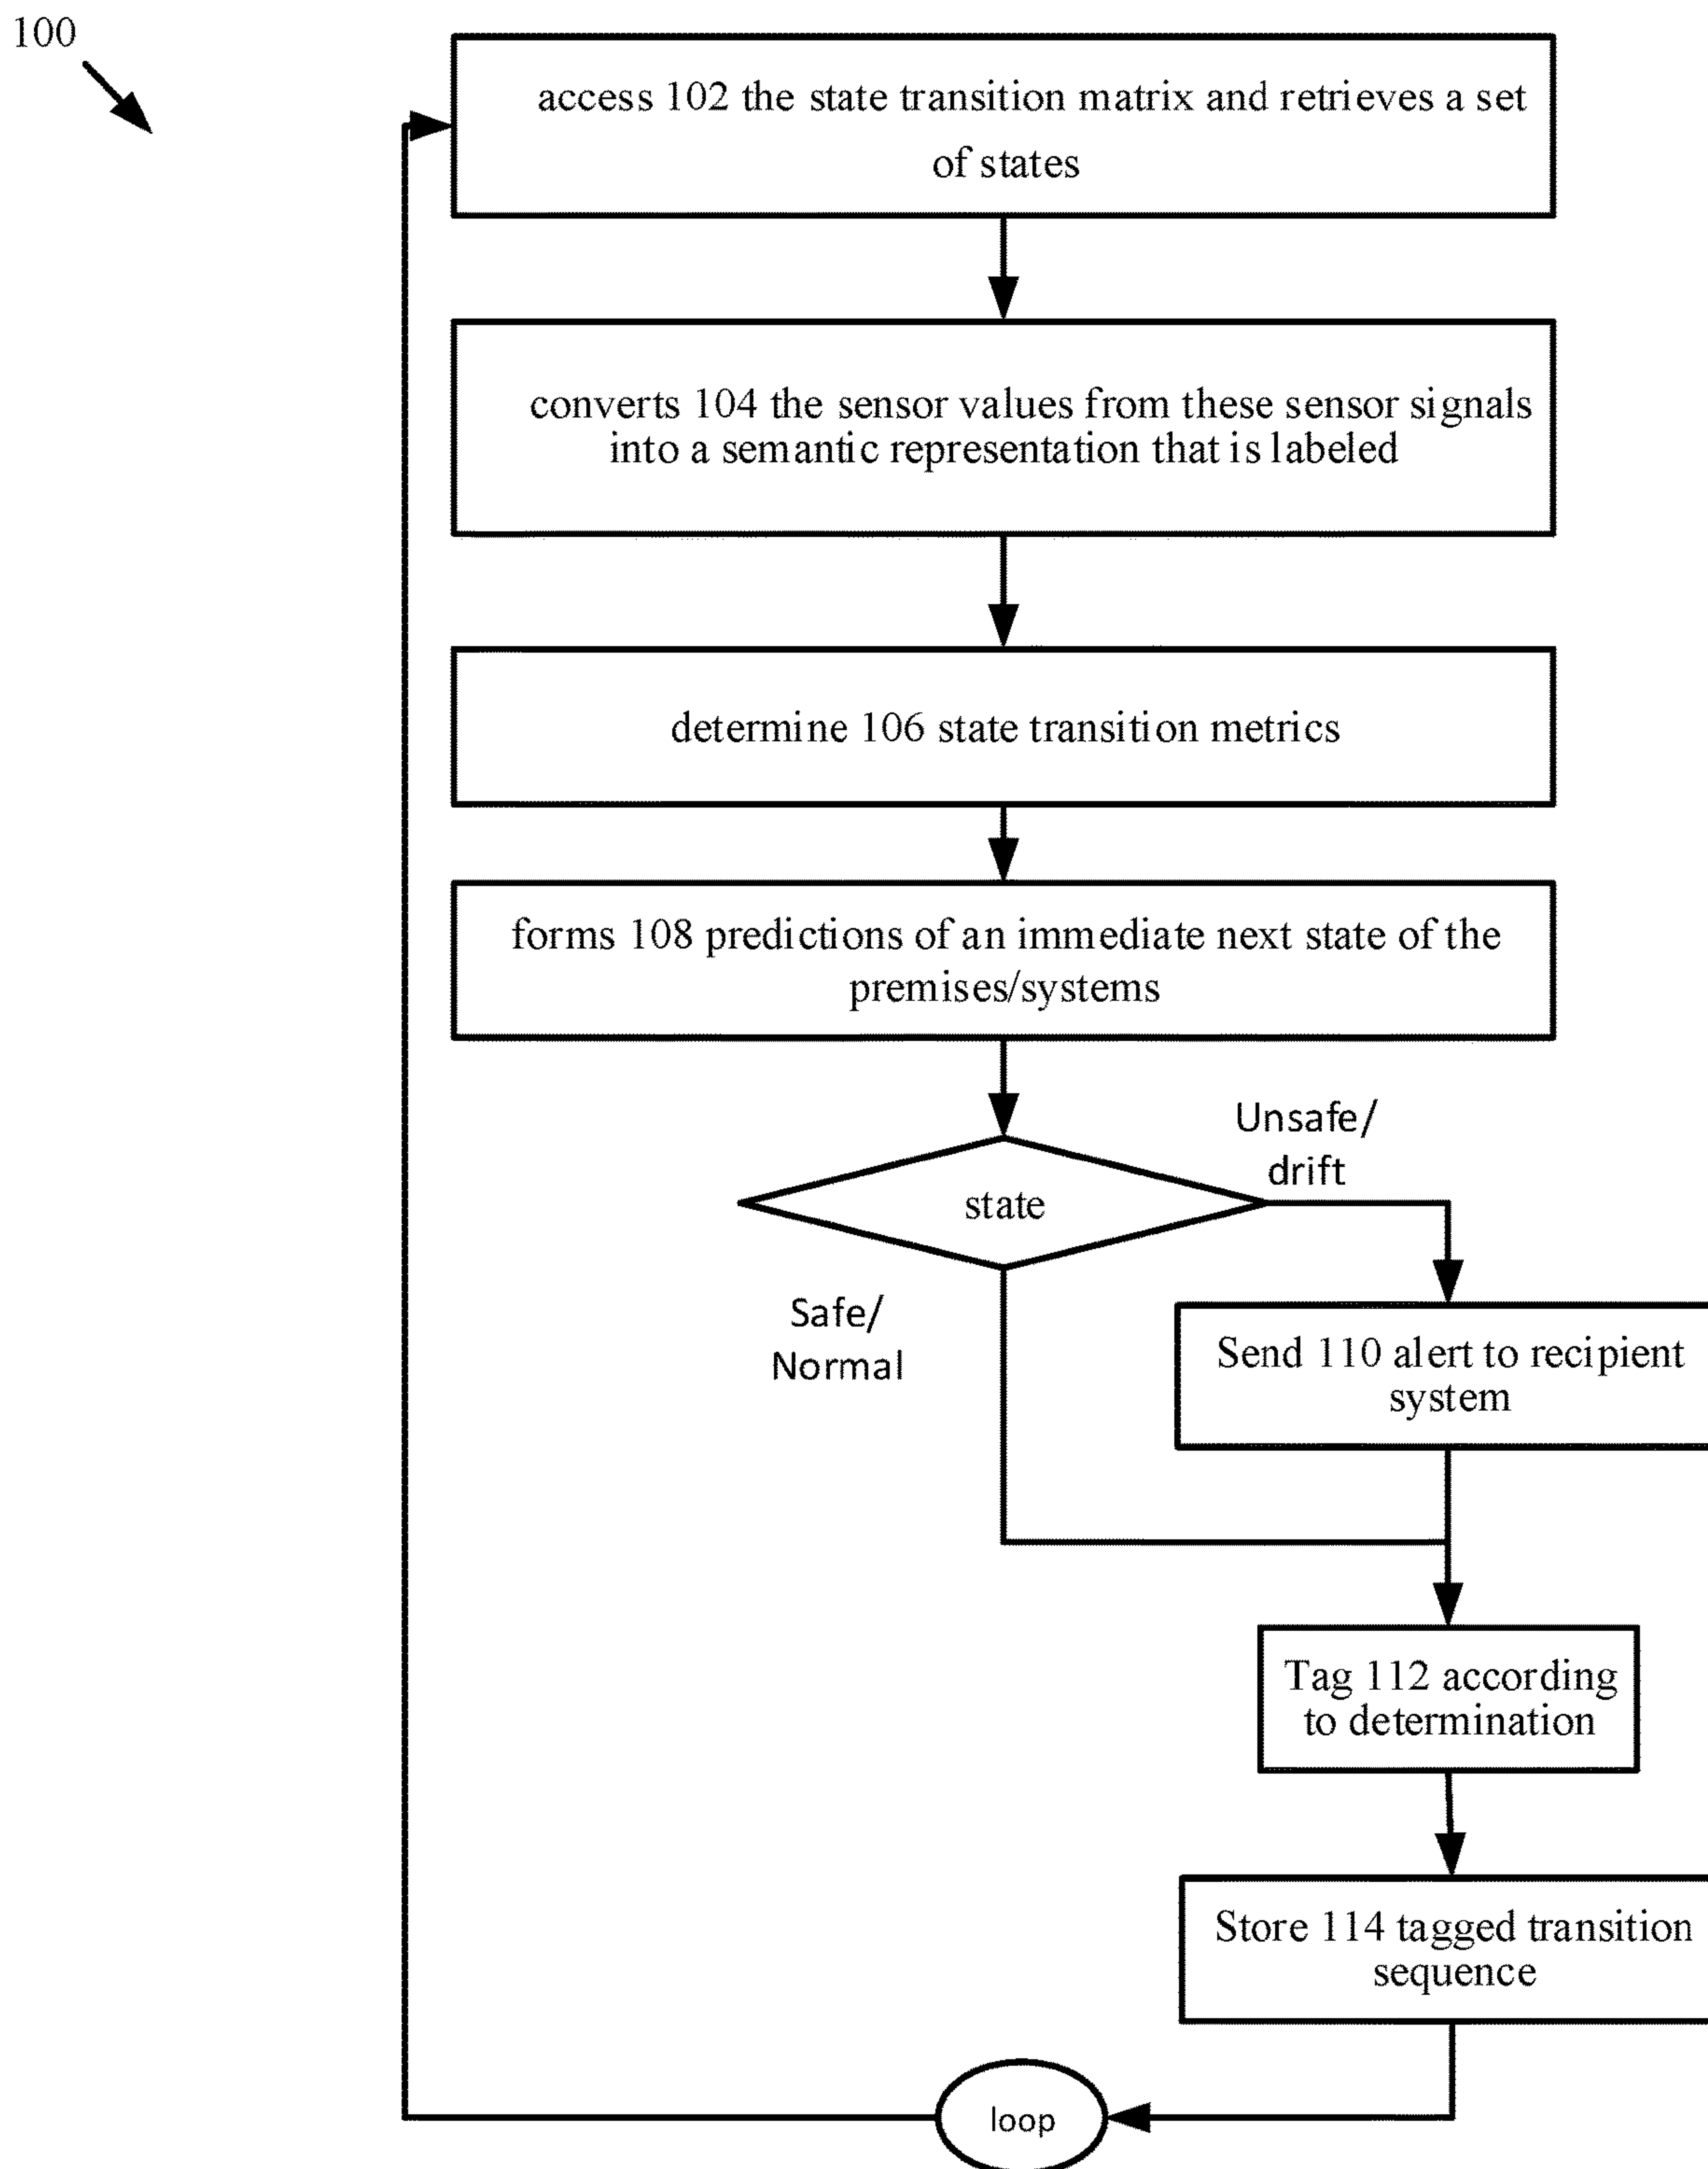 100
access 102 the state transition matrix and retrieves a set
of states
converts 104 the sensor values from these sensor signals
into a semantic representation that is labeled
determine 106 state transition metrics
forms 108 predictions of an immediate next state of the
premises/systems
Unsafe/
drift
state
Safe/
Normal
Send 110 alert to recipient
system
Tag 112 according
to determination
Store 114 tagged transition
sequence
loop